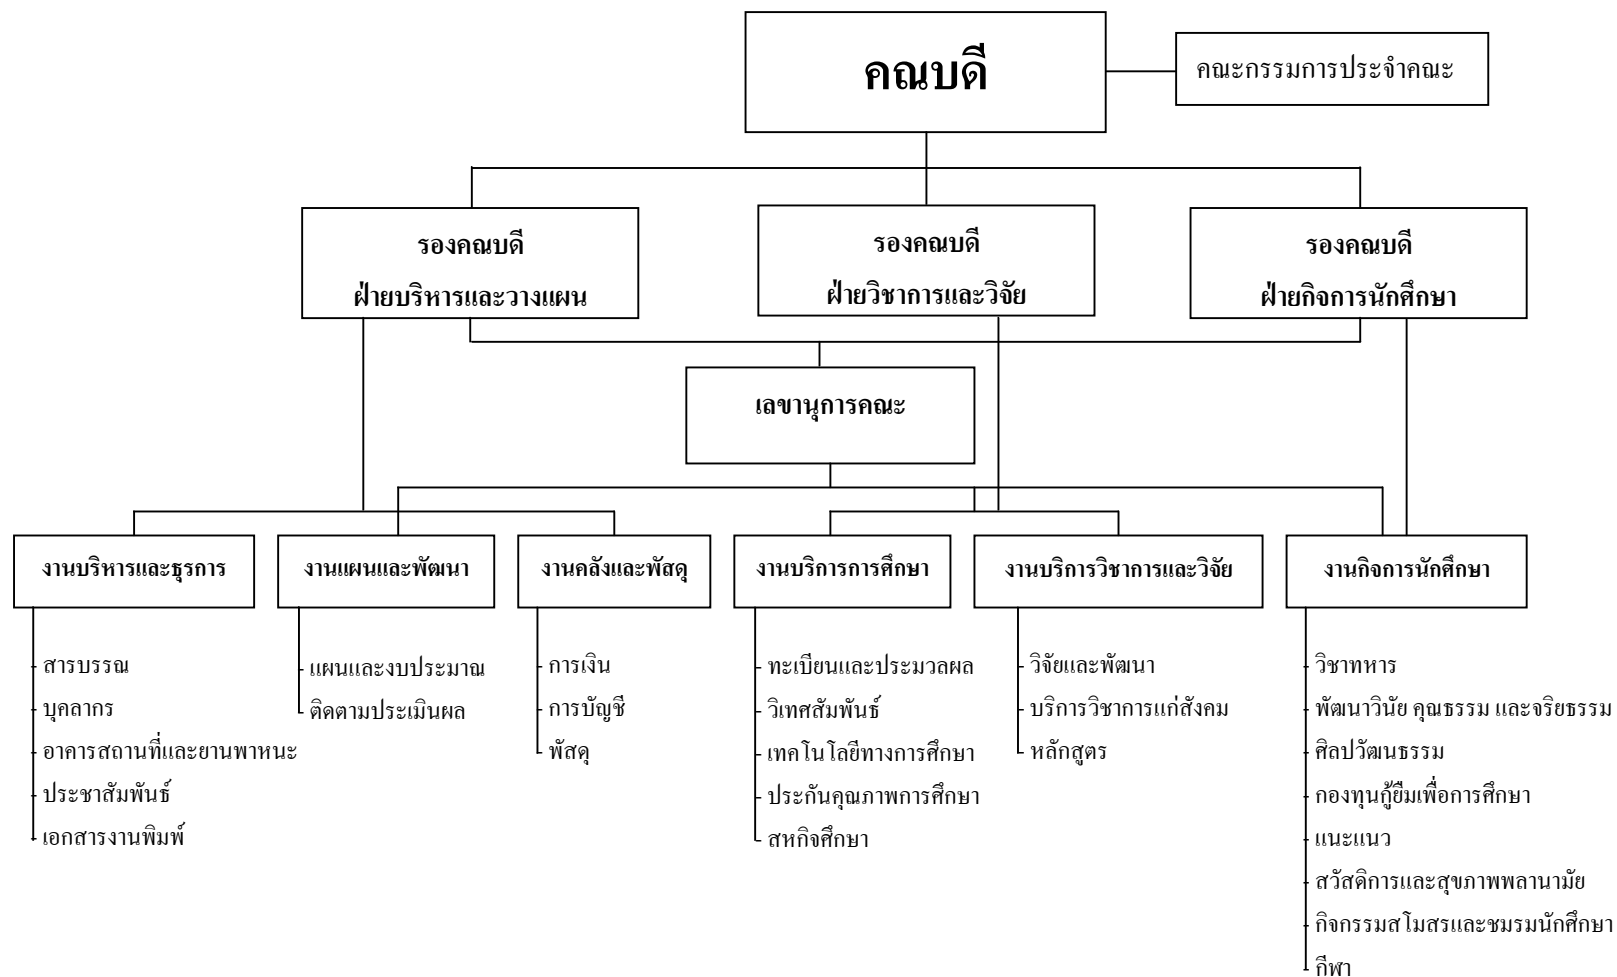 คณบดี
คณะกรรมการประจำคณะ
รองคณบดี
ฝ่ายบริหารและวางแผน
รองคณบดี
ฝ่ายวิชาการและวิจัย
รองคณบดี
ฝ่ายกิจการนักศึกษา
เลขานุการคณะ
งานบริหารและธุรการ
งานแผนและพัฒนา
งานคลังและพัสดุ
งานบริการการศึกษา
งานบริการวิชาการและวิจัย
งานกิจการนักศึกษา
- สารบรรณ
- บุคลากร
- อาคารสถานที่และยานพาหนะ
- ประชาสัมพันธ์
- เอกสารงานพิมพ์
- แผนและงบประมาณ
- ติดตามประเมินผล
- การเงิน
- การบัญชี
- พัสดุ
- ทะเบียนและประมวลผล
- วิเทศสัมพันธ์
- เทคโนโลยีทางการศึกษา
- ประกันคุณภาพการศึกษา
- สหกิจศึกษา
- วิจัยและพัฒนา
- บริการวิชาการแก่สังคม
- หลักสูตร
- วิชาทหาร
- พัฒนาวินัย คุณธรรม และจริยธรรม
- ศิลปวัฒนธรรม
- กองทุนกู้ยืมเพื่อการศึกษา
- แนะแนว
- สวัสดิการและสุขภาพพลานามัย
- กิจกรรมสโมสรและชมรมนักศึกษา
- กีฬา